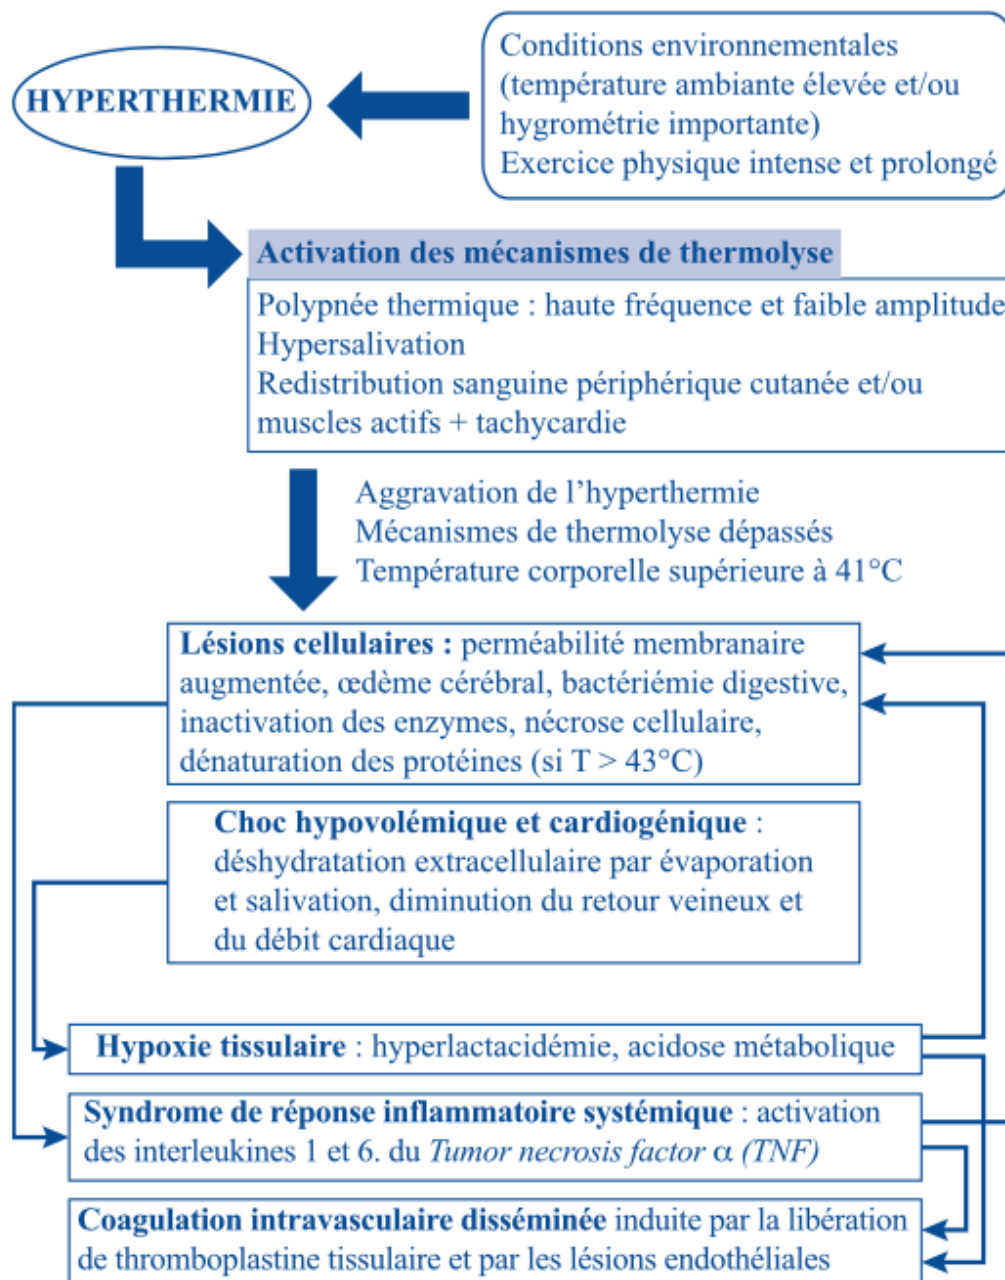 HYPERTHERMIE
Conditions environnementales
(température ambiante élevée et/ou
hygrométrie importante)
Exercice physique intense et prolongé
Activation des mécanismes de thermolyse
Polypnée thermique : haute fréquence et faible amplitude
Hypersalivation
Redistribution sanguine périphérique cutanée et/ou
muscles actifs + tachycardie
Aggravation de l’hyperthermie
Mécanismes de thermolyse dépassés
Température corporelle supérieure à 41°C
Lésions cellulaires : perméabilité membranaire
augmentée, œdème cérébral, bactériémie digestive,
inactivation des enzymes, nécrose cellulaire,
dénaturation des protéines (si T > 43°C)
Choc hypovolémique et cardiogénique :
déshydratation extracellulaire par évaporation
et salivation, diminution du retour veineux et
du débit cardiaque
Hypoxie tissulaire : hyperlactacidémie, acidose métabolique
Syndrome de réponse inflammatoire systémique : activation
des interleukines 1 et 6. du Tumor necrosis factor α (TNF)
Coagulation intravasculaire disséminée induite par la libération
de thromboplastine tissulaire et par les lésions endothéliales